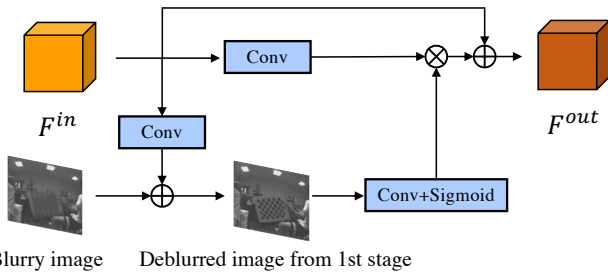 Conv
F^{in}
F^{out}
Conv
Conv+Sigmoid
Blurry image
Deblurred image from 1st stage